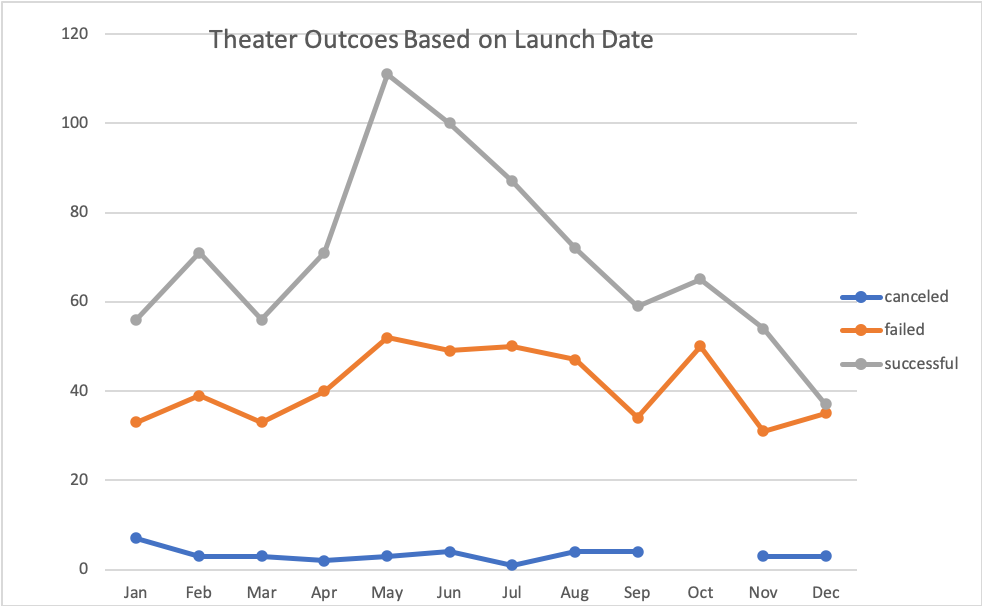 Theater Outcoes Based on Launch Date
120
100
80
60
40
20
0
Jan Feb Mar Apr May Jun Jul Aug Sep Oct Nov Dec
canceled
failed
successful